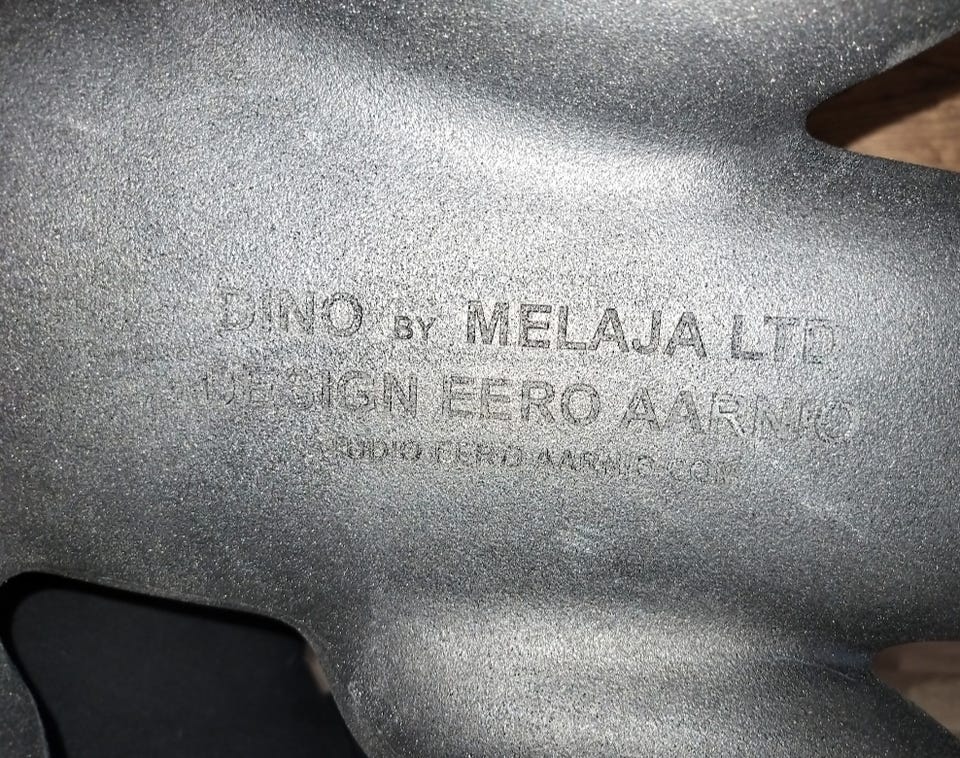 DINO BY MELAJA LTD
DESIGN EERO AARNIO
STUDIO EERO AARNIO COM